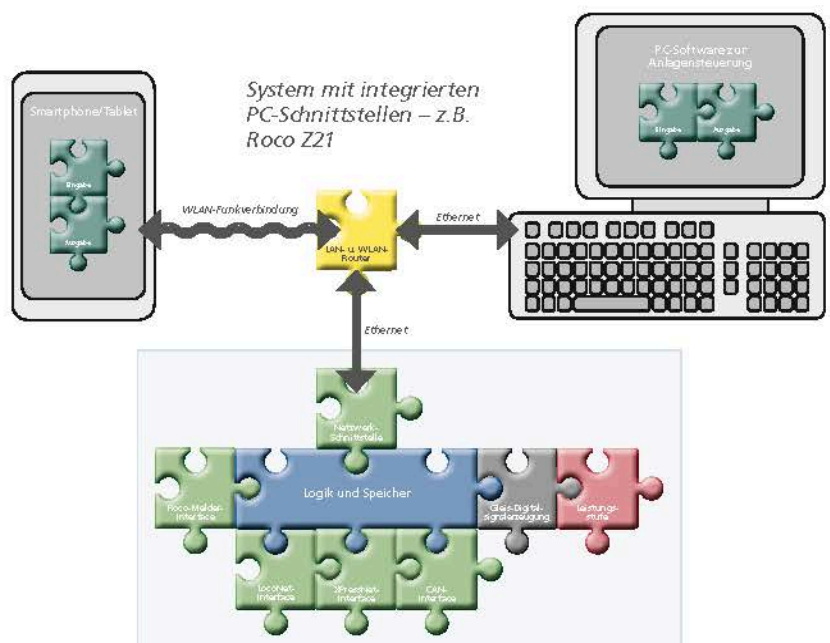 PC-Software zur
Anlagensteuerung
System mit integrierten
PC-Schnittstellen – z.B.
Roco Z21
Smartphone/Tablet
Eingabe
Ausgabe
Eingabe
Ausgabe
WLAN-Funkverbindung
Ethernet
LAN- u. WLAN-
Router
Ethernet
Netzwerk-
Schnittstelle
Roco-Melder-
Interface
Logik und Speicher
Gleis-Digital-
signalerzeugung
Leistungs-
stufe
LocoNet-
Interface
XPressNet-
Interface
CAN-
Interface